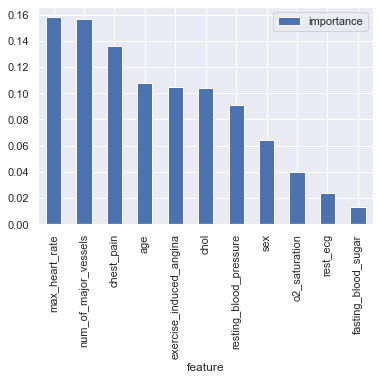 importance
0.16
0.14
0.12
0.10
0.08
0.06
0.04
0.02
0.00
max_heart_rate
num_of_major_vessels
chest_pain
age
exercise_induced_angina
chol
resting_blood_pressure
sex
o2_saturation
rest_ecg
fasting_blood_sugar
feature